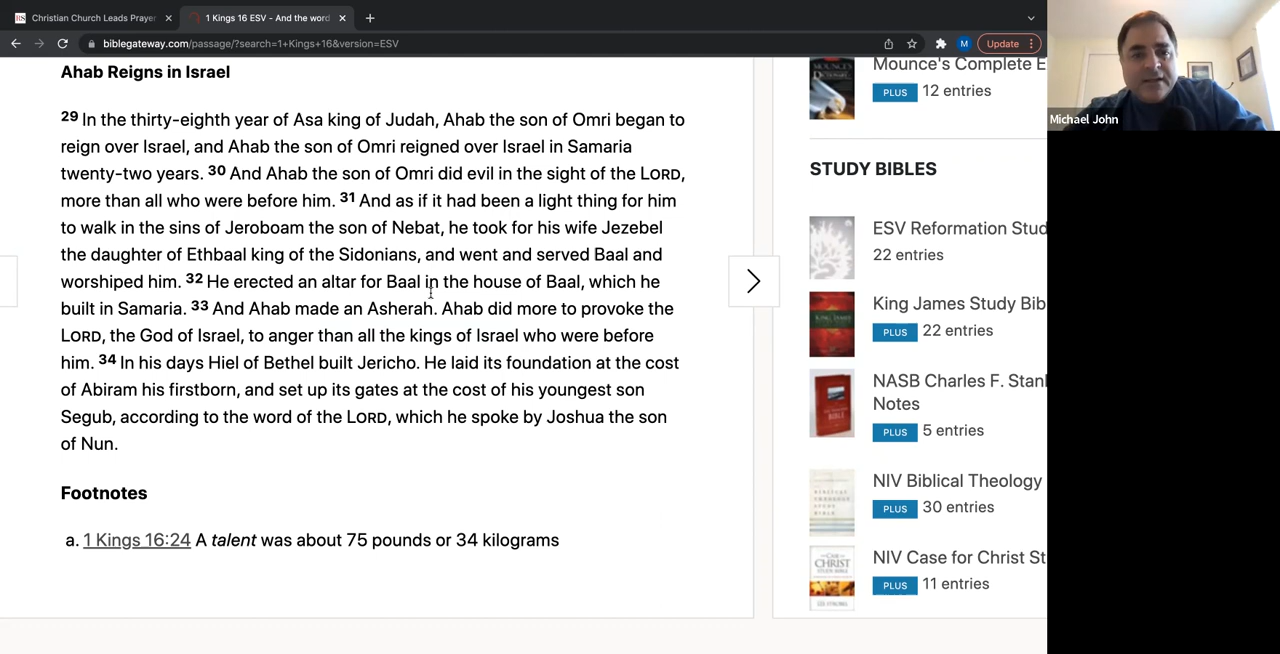 Christian Church Leads Prayer
1 Kings 16 ESV - And the word
biblegateway.com/passage/?search=1+Kings+16&version=ESV
M
Update
Ahab Reigns in Israel
29 In the thirty-eighth year of Asa king of Judah, Ahab the son of Omri began to
reign over Israel, and Ahab the son of Omri reigned over Israel in Samaria
twenty-two years. 30 And Ahab the son of Omri did evil in the sight of the LORD,
more than all who were before him. 31 And as if it had been a light thing for him
to walk in the sins of Jeroboam the son of Nebat, he took for his wife Jezebel
the daughter of Ethbaal king of the Sidonians, and went and served Baal and
worshiped him. 32 He erected an altar for Baal in the house of Baal, which he
built in Samaria. 33 And Ahab made an Asherah. Ahab did more to provoke the
LORD, the God of Israel, to anger than all the kings of Israel who were before
him. 34 In his days Hiel of Bethel built Jericho. He laid its foundation at the cost
of Abiram his firstborn, and set up its gates at the cost of his youngest son
Segub, according to the word of the LORD, which he spoke by Joshua the son
of Nun.
Footnotes
a. 1 Kings 16:24 A talent was about 75 pounds or 34 kilograms
Mounce's Complete E
PLUS 12 entries
STUDY BIBLES
ESV Reformation Stud
22 entries
King James Study Bib
PLUS 22 entries
NASB Charles F. Stanl
Notes
PLUS 5 entries
NIV Biblical Theology
PLUS 30 entries
NIV Case for Christ St
PLUS 11 entries
Michael John